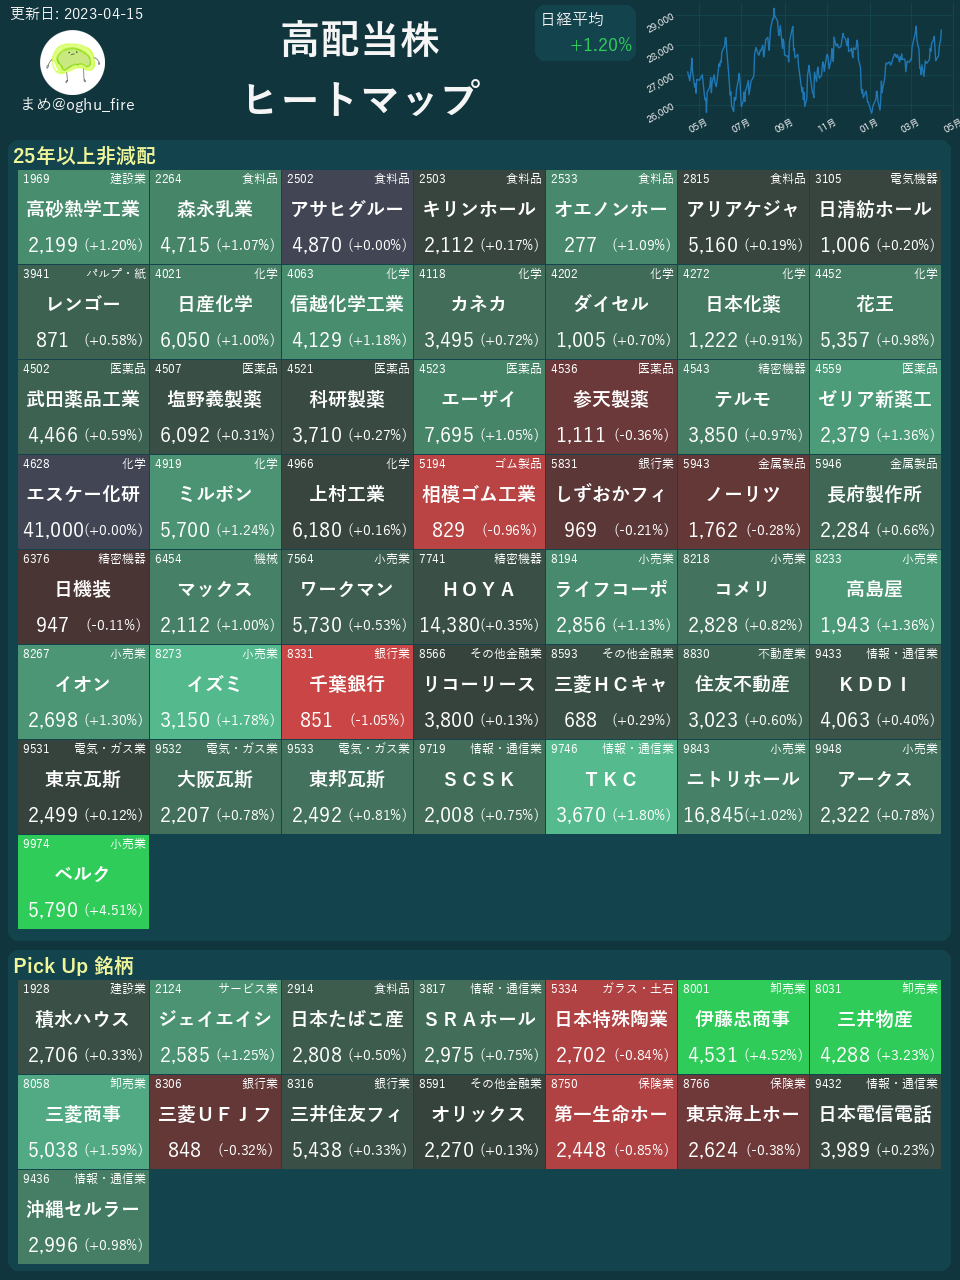 更新日: 2023-04-15
まめ@oghu_fire
高配当株
ヒートマップ
日経平均
+1.20%
29,000
28,000
27,000
26,000
05月 07月 09月 11月 01月 03月 05月
25年以上非減配
1969 建設業
高砂熱学工業
2,199 (+1.20%)
2264 食料品
森永乳業
4,715 (+1.07%)
2502 食料品
アサヒグルー
4,870 (+0.00%)
2503 食料品
キリンホール
2,112 (+0.17%)
2533 食料品
オエノンホー
277 (+1.09%)
2815 食料品
アリアケジャ
5,160 (+0.19%)
3105 電気機器
日清紡ホール
1,006 (+0.20%)
3941 パルプ・紙
レンゴー
871 (+0.58%)
4021 化学
日産化学
6,050 (+1.00%)
4063 化学
信越化学工業
4,129 (+1.18%)
4118 化学
カネカ
3,495 (+0.72%)
4202 化学
ダイセル
1,005 (+0.70%)
4272 化学
日本化薬
1,222 (+0.91%)
4452 化学
花王
5,357 (+0.98%)
4502 医薬品
武田薬品工業
4,466 (+0.59%)
4507 医薬品
塩野義製薬
6,092 (+0.31%)
4521 医薬品
科研製薬
3,710 (+0.27%)
4523 医薬品
エーザイ
7,695 (+1.05%)
4536 医薬品
参天製薬
1,111 (-0.36%)
4543 精密機器
テルモ
3,850 (+0.97%)
4559 医薬品
ゼリア新薬工
2,379 (+1.36%)
4628 化学
エスケー化研
41,000(+0.00%)
4919 化学
ミルボン
5,700 (+1.24%)
4966 化学
上村工業
6,180 (+0.16%)
5194 ゴム製品
相模ゴム工業
829 (-0.96%)
5831 銀行業
しずおかフィ
969 (-0.21%)
5943 金属製品
ノーリツ
1,762 (-0.28%)
5946 金属製品
長府製作所
2,284 (+0.66%)
6376 精密機器
日機装
947 (-0.11%)
6454 機械
マックス
2,112 (+1.00%)
7564 小売業
ワークマン
5,730 (+0.53%)
7741 精密機器
ＨＯＹＡ
14,380(+0.35%)
8194 小売業
ライフコーポ
2,856 (+1.13%)
8218 小売業
コメリ
2,828 (+0.82%)
8233 小売業
高島屋
1,943 (+1.36%)
8267 小売業
イオン
2,698 (+1.30%)
8273 小売業
イズミ
3,150 (+1.78%)
8331 銀行業
千葉銀行
851 (-1.05%)
8566 その他金融業
リコーリース
3,800 (+0.13%)
8593 その他金融業
三菱ＨＣキャ
688 (+0.29%)
8830 不動産業
住友不動産
3,023 (+0.60%)
9433 情報・通信業
ＫＤＤＩ
4,063 (+0.40%)
9531 電気・ガス業
東京瓦斯
2,499 (+0.12%)
9532 電気・ガス業
大阪瓦斯
2,207 (+0.78%)
9533 電気・ガス業
東邦瓦斯
2,492 (+0.81%)
9719 情報・通信業
ＳＣＳＫ
2,008 (+0.75%)
9746 情報・通信業
ＴＫＣ
3,670 (+1.80%)
9843 小売業
ニトリホール
16,845(+1.02%)
9948 小売業
アークス
2,322 (+0.78%)
9974 小売業
ベルク
5,790 (+4.51%)
Pick Up 銘柄
1928 建設業
積水ハウス
2,706 (+0.33%)
2124 サービス業
ジェイエイシ
2,585 (+1.25%)
2914 食料品
日本たばこ産
2,808 (+0.50%)
3817 情報・通信業
ＳＲＡホール
2,975 (+0.75%)
5334 ガラス・土石
日本特殊陶業
2,702 (-0.84%)
8001 卸売業
伊藤忠商事
4,531 (+4.52%)
8031 卸売業
三井物産
4,288 (+3.23%)
8058 卸売業
三菱商事
5,038 (+1.59%)
8306 銀行業
三菱ＵＦＪフ
848 (-0.32%)
8316 銀行業
三井住友フィ
5,438 (+0.33%)
8591 その他金融業
オリックス
2,270 (+0.13%)
8750 保険業
第一生命ホー
2,448 (-0.85%)
8766 保険業
東京海上ホー
2,624 (-0.38%)
9432 情報・通信業
日本電信電話
3,989 (+0.23%)
9436 情報・通信業
沖縄セルラー
2,996 (+0.98%)